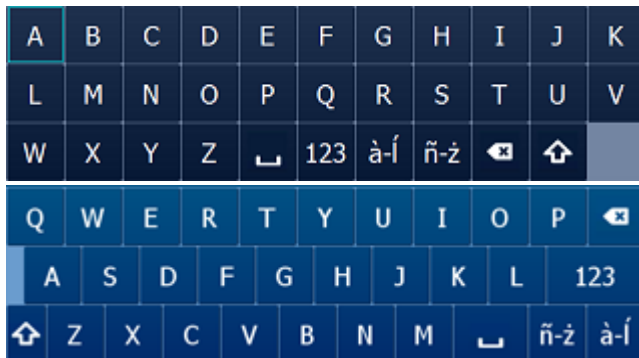 A B C D E F G H I J K
L M N O P Q R S T U V
W X Y Z 123 à-Í ñ-ż
Q W E R T Y U I O P
A S D F G H J K L 123
Z X C V B N M ñ-ż à-Í